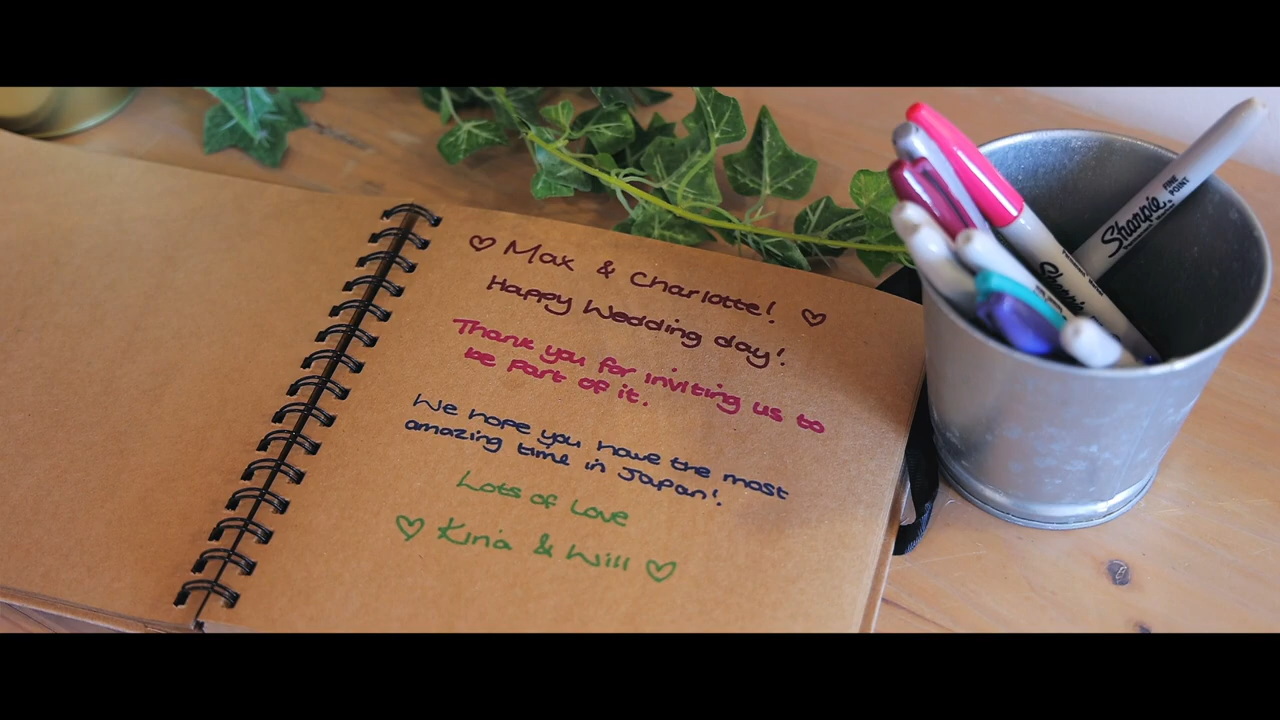 ♡ Max & Charlotte! ♡
Happy Wedding day!
Thank you for inviting us to
be part of it.
We hope you have the most
amazing time in Japan!
Lots of Love
♡ Kiria & Will ♡
Sharpie
FINE
POINT
Sharpie